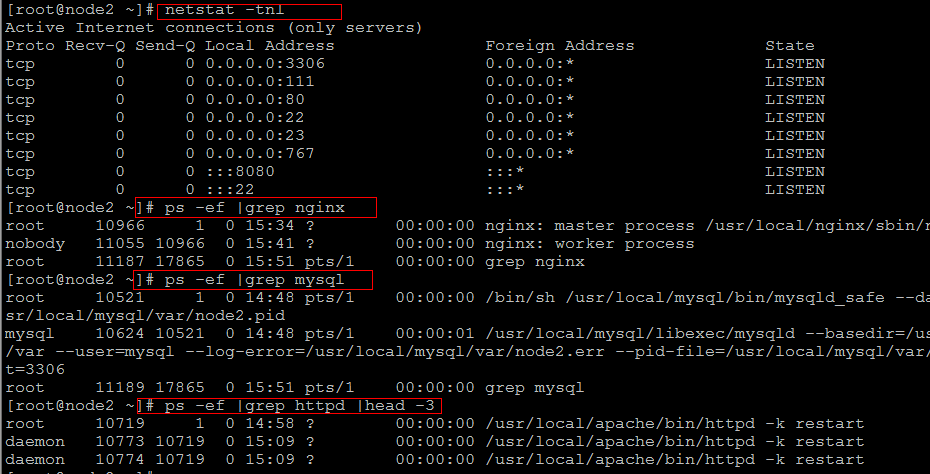 [root@node2 ~]# netstat -tnl
Active Internet connections (only servers)
Proto Recv-Q Send-Q Local Address               Foreign Address             State
tcp        0      0 0.0.0.0:3306                0.0.0.0:*                   LISTEN
tcp        0      0 0.0.0.0:111                 0.0.0.0:*                   LISTEN
tcp        0      0 0.0.0.0:80                  0.0.0.0:*                   LISTEN
tcp        0      0 0.0.0.0:22                  0.0.0.0:*                   LISTEN
tcp        0      0 0.0.0.0:23                  0.0.0.0:*                   LISTEN
tcp        0      0 0.0.0.0:767                 0.0.0.0:*                   LISTEN
tcp        0      0 :::8080                     :::*                        LISTEN
tcp        0      0 :::22                       :::*                        LISTEN
[root@node2 ~]# ps -ef |grep nginx
root     10966     1  0 15:34 ?        00:00:00 nginx: master process /usr/local/nginx/sbin/n
nobody   11055 10966  0 15:41 ?        00:00:00 nginx: worker process
root     11187 17865  0 15:51 pts/1    00:00:00 grep nginx
[root@node2 ~]# ps -ef |grep mysql
root     10521     1  0 14:48 pts/1    00:00:00 /bin/sh /usr/local/mysql/bin/mysqld_safe --da
sr/local/mysql/var/node2.pid
mysql    10624 10521  0 14:48 pts/1    00:00:01 /usr/local/mysql/libexec/mysqld --basedir=/us
/var --user=mysql --log-error=/usr/local/mysql/var/node2.err --pid-file=/usr/local/mysql/var/
t=3306
root     11189 17865  0 15:51 pts/1    00:00:00 grep mysql
[root@node2 ~]# ps -ef |grep httpd |head -3
root     10719     1  0 14:58 ?        00:00:00 /usr/local/apache/bin/httpd -k restart
daemon   10773 10719  0 15:09 ?        00:00:00 /usr/local/apache/bin/httpd -k restart
daemon   10774 10719  0 15:09 ?        00:00:00 /usr/local/apache/bin/httpd -k restart